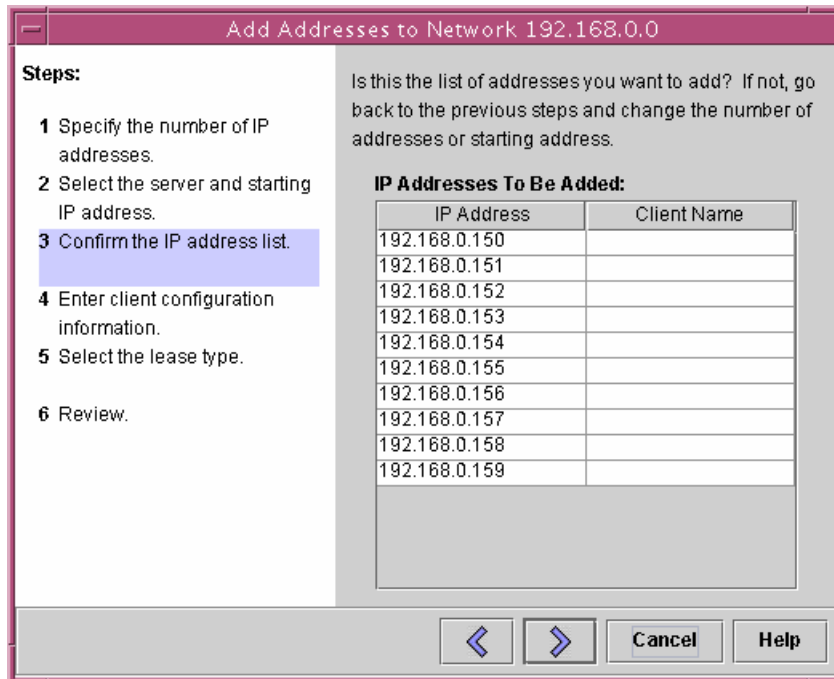 Add Addresses to Network 192.168.0.0
Steps:
1 Specify the number of IP
addresses.
2 Select the server and starting
IP address.
3 Confirm the IP address list.
4 Enter client configuration
information.
5 Select the lease type.
6 Review.
Is this the list of addresses you want to add? If not, go
back to the previous steps and change the number of
addresses or starting address.
IP Addresses To Be Added:
IP Address Client Name
192.168.0.150
192.168.0.151
192.168.0.152
192.168.0.153
192.168.0.154
192.168.0.155
192.168.0.156
192.168.0.157
192.168.0.158
192.168.0.159
Cancel Help